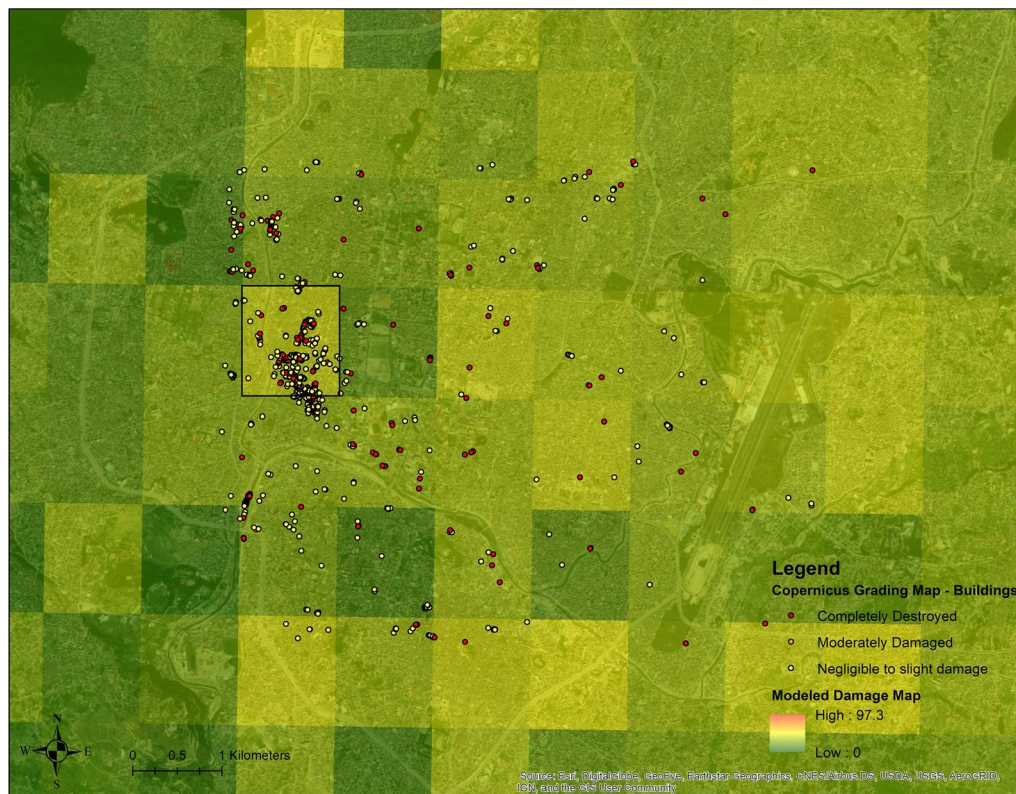 Legend
Copernicus Grading Map - Buildings
Completely Destroyed
Moderately Damaged
Negligible to slight damage
Modeled Damage Map
High : 97.3
Low : 0
N
W E
S
0 0.5 1 Kilometers
Source: Esri, DigitalGlobe, GeoEye, Earthstar Geographics, CNES/Airbus DS, USDA, USGS, AeroGRID,
IGN, and the GIS User Community